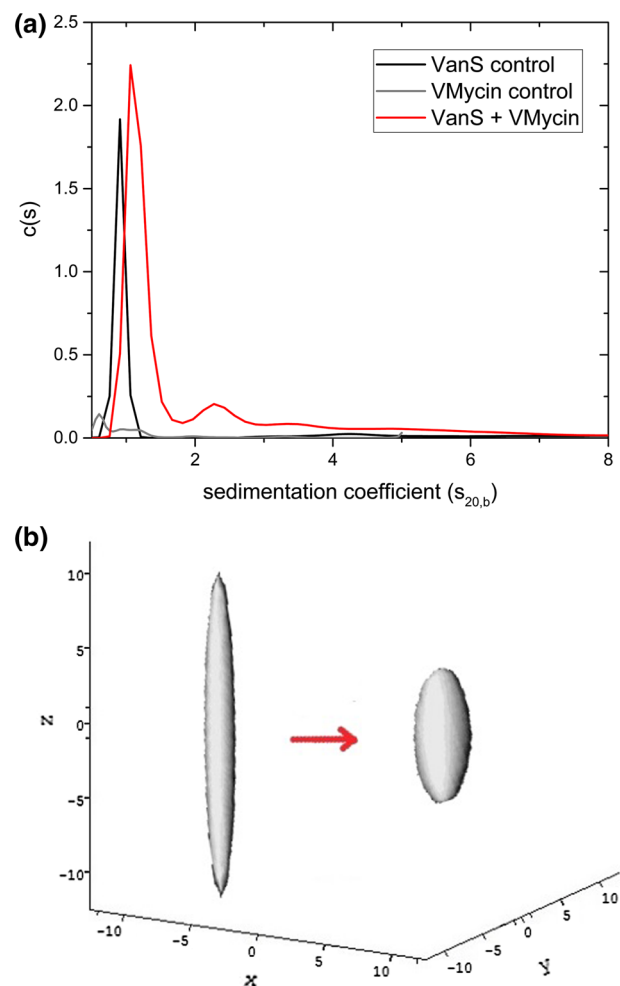 (a)
2.5
2.0
1.5
1.0
0.5
0.0
c(s)
VanS control
VMycin control
VanS + VMycin
2
4
6
8
sedimentation coefficient (s20,b)
(b)
10
5
0
-5
-10
z
-10
-5
0
5
10
x
-10
-5
0
5
10
y